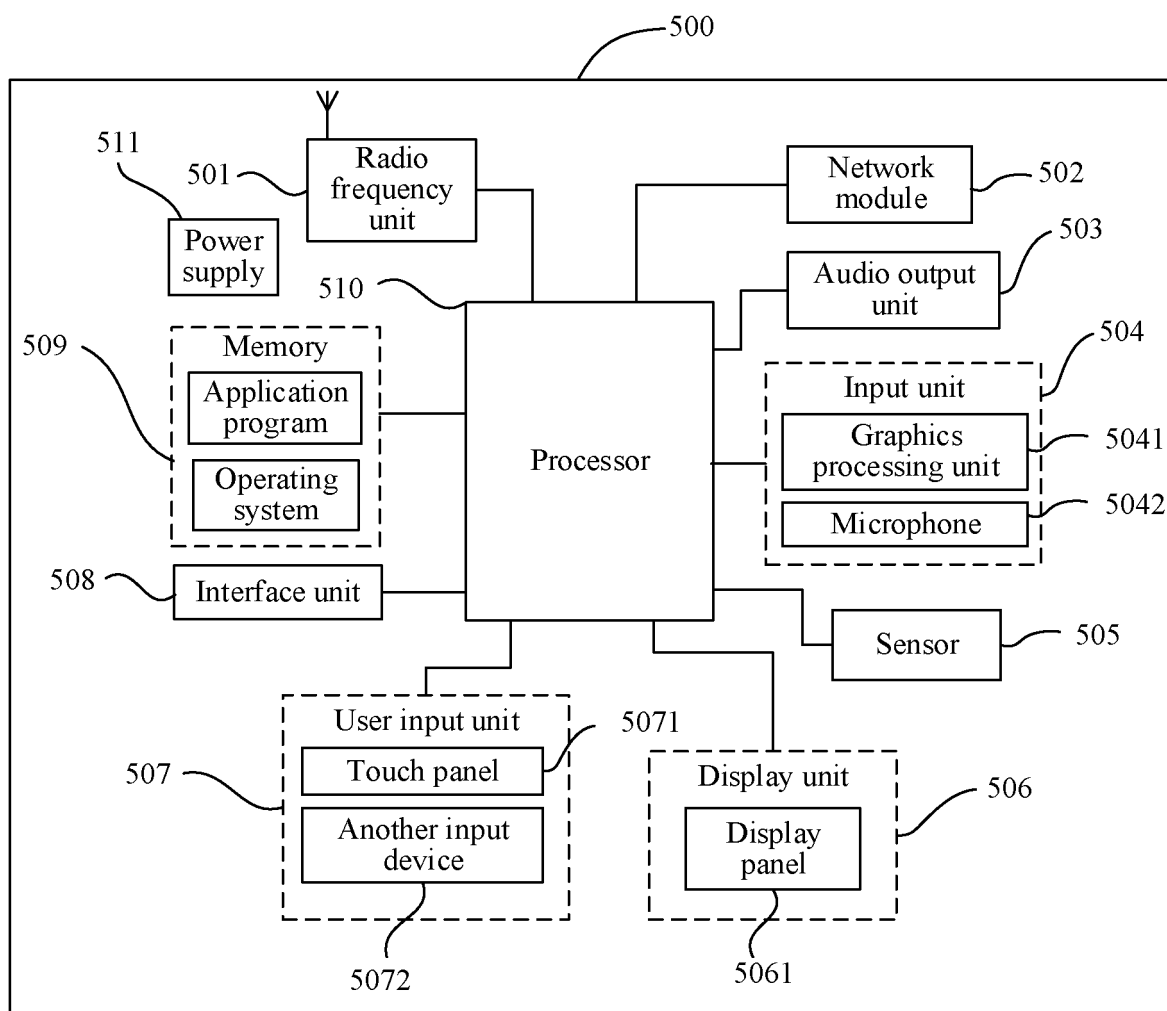 500
511
501
Radio
frequency
unit
Network
module
502
Power
supply
510
Audio output
unit
503
509
Memory
Application
program
Operating
system
Processor
504
Input unit
Graphics
processing unit
5041
Microphone
5042
508
Interface unit
Sensor
505
507
User input unit
5071
Touch panel
Another input
device
5072
Display unit
506
Display
panel
5061